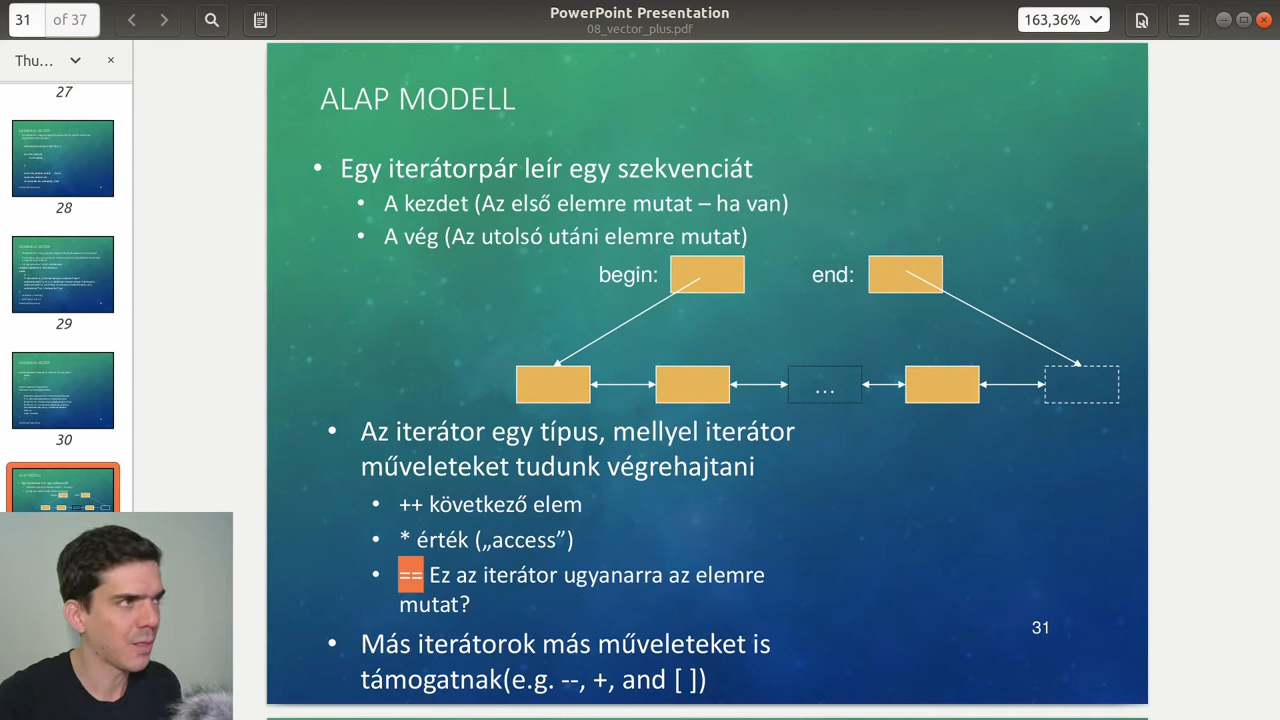 31
of 37
PowerPoint Presentation
08_vector_plus.pdf
163,36%
Thu...
×
27
28
29
30
ALAP MODELL
• Egy iterátorpár leír egy szekvenciát
• A kezdet (Az első elemre mutat – ha van)
• A vég (Az utolsó utáni elemre mutat)
begin:
end:
...
• Az iterátor egy típus, mellyel iterátor
műveleteket tudunk végrehajtani
• ++ következő elem
• * érték („access”)
• == Ez az iterátor ugyanarra az elemre
mutat?
• Más iterátorok más műveleteket is
támogatnak(e.g. --, +, and [ ])
31